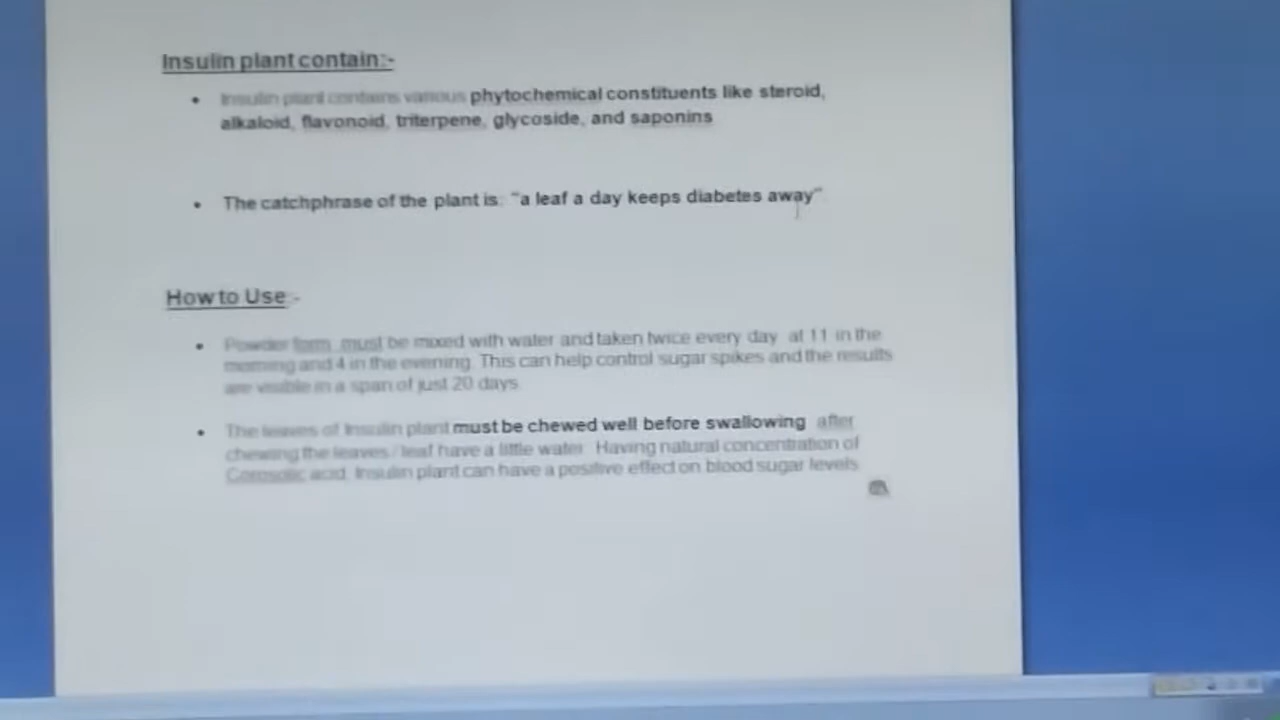 Insulin plant contain:-
Insulin plant contains various phytochemical constituents like steroid,
alkaloid, flavonoid, triterpene, glycoside, and saponins
The catchphrase of the plant is: "a leaf a day keeps diabetes away"
How to Use:-
Powder form must be mixed with water and taken twice every day at 11 in the
morning and 4 in the evening. This can help control sugar spikes and the results
are visible in a span of just 20 days.
The leaves of Insulin plant must be chewed well before swallowing after
chewing the leaves / leaf have a little water. Having natural concentration of
Corosolic acid, Insulin plant can have a positive effect on blood sugar levels